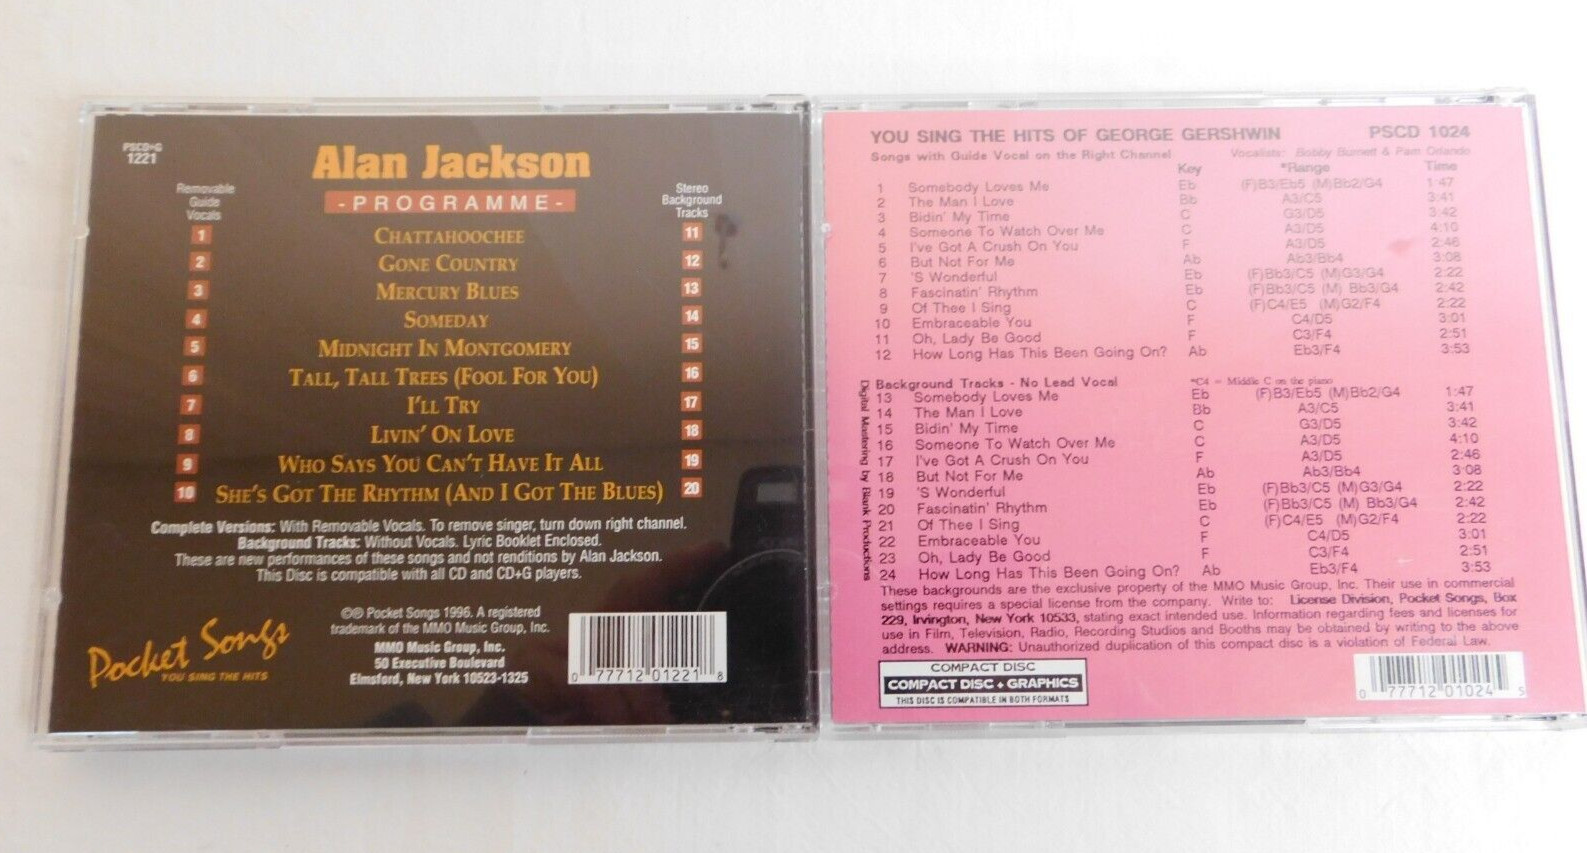 PSCD+G
1221
Alan Jackson
- PROGRAMME -
Removable
Guide
Vocals
Stereo
Background
Tracks
1 CHATTAHOOCHEE 11
2 GONE COUNTRY 12
3 MERCURY BLUES 13
4 SOMEDAY 14
5 MIDNIGHT IN MONTGOMERY 15
6 TALL, TALL TREES (FOOL FOR YOU) 16
7 I'LL TRY 17
8 LIVIN' ON LOVE 18
9 WHO SAYS YOU CAN'T HAVE IT ALL 19
10 SHE'S GOT THE RHYTHM (AND I GOT THE BLUES) 20
Complete Versions: With Removable Vocals. To remove singer, turn down right channel.
Background Tracks: Without Vocals. Lyric Booklet Enclosed.
These are new performances of these songs and not renditions by Alan Jackson.
This Disc is compatible with all CD and CD+G players.
©℗ Pocket Songs 1996. A registered
trademark of the MMO Music Group, Inc.
MMO Music Group, Inc.
50 Executive Boulevard
Elmsford, New York 10523-1325
Pocket Songs
YOU SING THE HITS
0 77712 01221 8
YOU SING THE HITS OF GEORGE GERSHWIN PSCD 1024
Songs with Guide Vocal on the Right Channel Vocalists: Bobby Burnett & Pam Orlando
Key *Range Time
1 Somebody Loves Me Eb (F)B3/Eb5 (M)Bb2/G4 1:47
2 The Man I Love Bb A3/C5 3:41
3 Bidin' My Time C G3/D5 3:42
4 Someone To Watch Over Me C A3/D5 4:10
5 I've Got A Crush On You F A3/D5 2:46
6 But Not For Me Ab Ab3/Bb4 3:08
7 'S Wonderful Eb (F)Bb3/C5 (M)G3/G4 2:22
8 Fascinatin' Rhythm Eb (F)Bb3/C5 (M) Bb3/G4 2:42
9 Of Thee I Sing C (F)C4/E5 (M)G2/F4 2:22
10 Embraceable You F C4/D5 3:01
11 Oh, Lady Be Good F C3/F4 2:51
12 How Long Has This Been Going On? Ab Eb3/F4 3:53
Background Tracks - No Lead Vocal *C4 = Middle C on the piano
13 Somebody Loves Me Eb (F)B3/Eb5 (M)Bb2/G4 1:47
14 The Man I Love Bb A3/C5 3:41
15 Bidin' My Time C G3/D5 3:42
16 Someone To Watch Over Me C A3/D5 4:10
17 I've Got A Crush On You F A3/D5 2:46
18 But Not For Me Ab Ab3/Bb4 3:08
19 'S Wonderful Eb (F)Bb3/C5 (M)G3/G4 2:22
20 Fascinatin' Rhythm Eb (F)Bb3/C5 (M) Bb3/G4 2:42
21 Of Thee I Sing C (F)C4/E5 (M)G2/F4 2:22
22 Embraceable You F C4/D5 3:01
23 Oh, Lady Be Good F C3/F4 2:51
24 How Long Has This Been Going On? Ab Eb3/F4 3:53
Digital Mastering by Blank Productions
These backgrounds are the exclusive property of the MMO Music Group, Inc. Their use in commercial
settings requires a special license from the company. Write to: License Division, Pocket Songs, Box
229, Irvington, New York 10533, stating exact intended use. Information regarding fees and licenses for
use in Film, Television, Radio, Recording Studios and Booths may be obtained by writing to the above
address. WARNING: Unauthorized duplication of this compact disc is a violation of Federal Law.
COMPACT DISC
COMPACT DISC + GRAPHICS
THIS DISC IS COMPATIBLE IN BOTH FORMATS
0 77712 01024 5